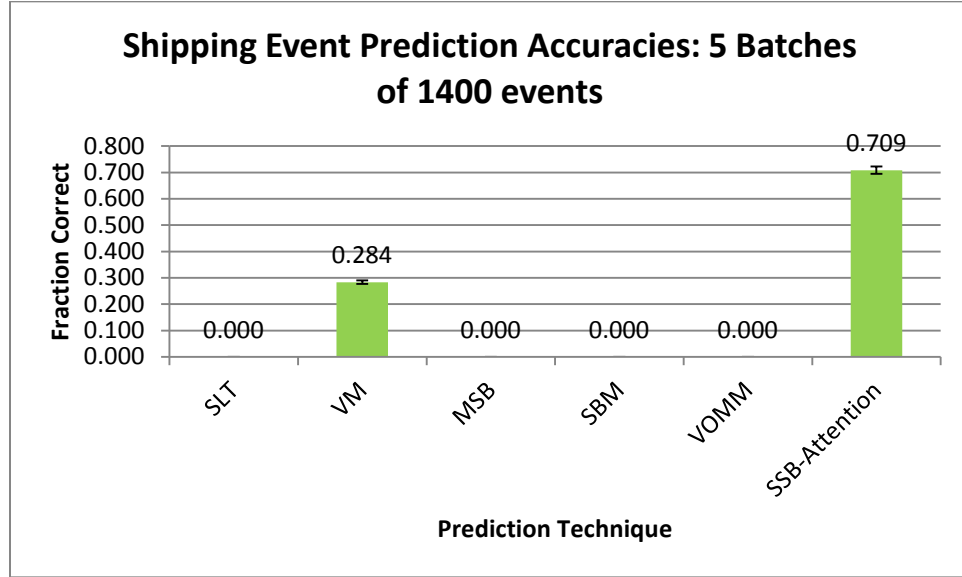 Shipping Event Prediction Accuracies: 5 Batches
of 1400 events
Fraction Correct
0.800
0.700
0.600
0.500
0.400
0.300
0.200
0.100
0.000
0.000
0.284
0.000
0.000
0.000
0.709
SLT
VM
MSB
SBM
VOMM
SSB-Attention
Prediction Technique